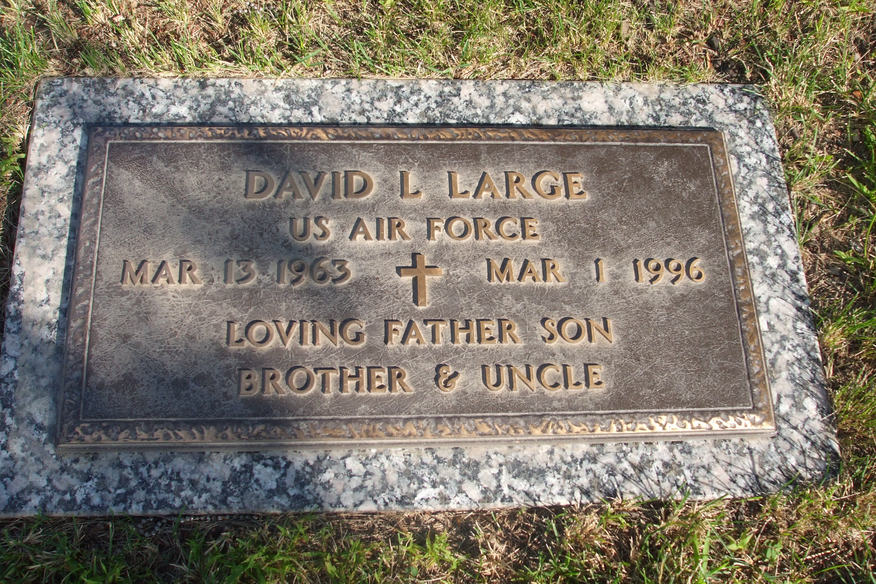 DAVID L LARGE
US AIR FORCE
MAR 13 1963 MAR 1 1996
LOVING FATHER SON
BROTHER & UNCLE